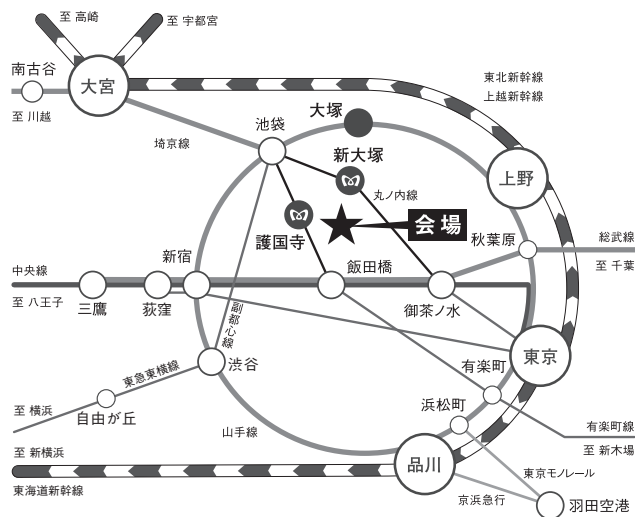 至 高崎
至 宇都宮
南古谷
大宮
至 川越
東北新幹線
上越新幹線
大塚
池袋
埼京線
新大塚
丸ノ内線
上野
護国寺
会場
秋葉原
総武線
至 千葉
新宿
飯田橋
中央線
至 八王子
三鷹
荻窪
御茶ノ水
副都心線
東京
渋谷
有楽町
東急東横線
自由が丘
至 横浜
浜松町
有楽町線
至 新木場
山手線
至 新横浜
品川
東海道新幹線
東京モノレール
京浜急行
羽田空港